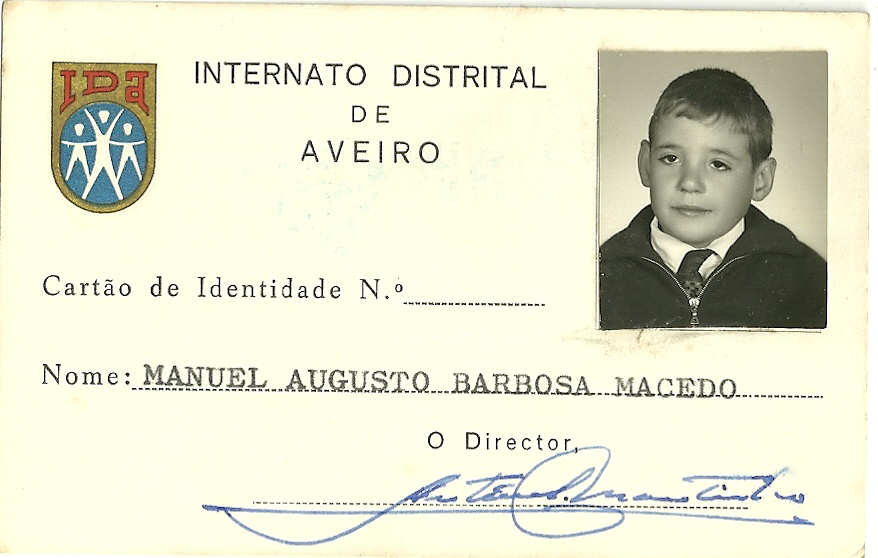 IDA
INTERNATO DISTRITAL
DE
AVEIRO
Cartão de Identidade N.º
Nome: MANUEL AUGUSTO BARBOSA MACEDO
O Director,